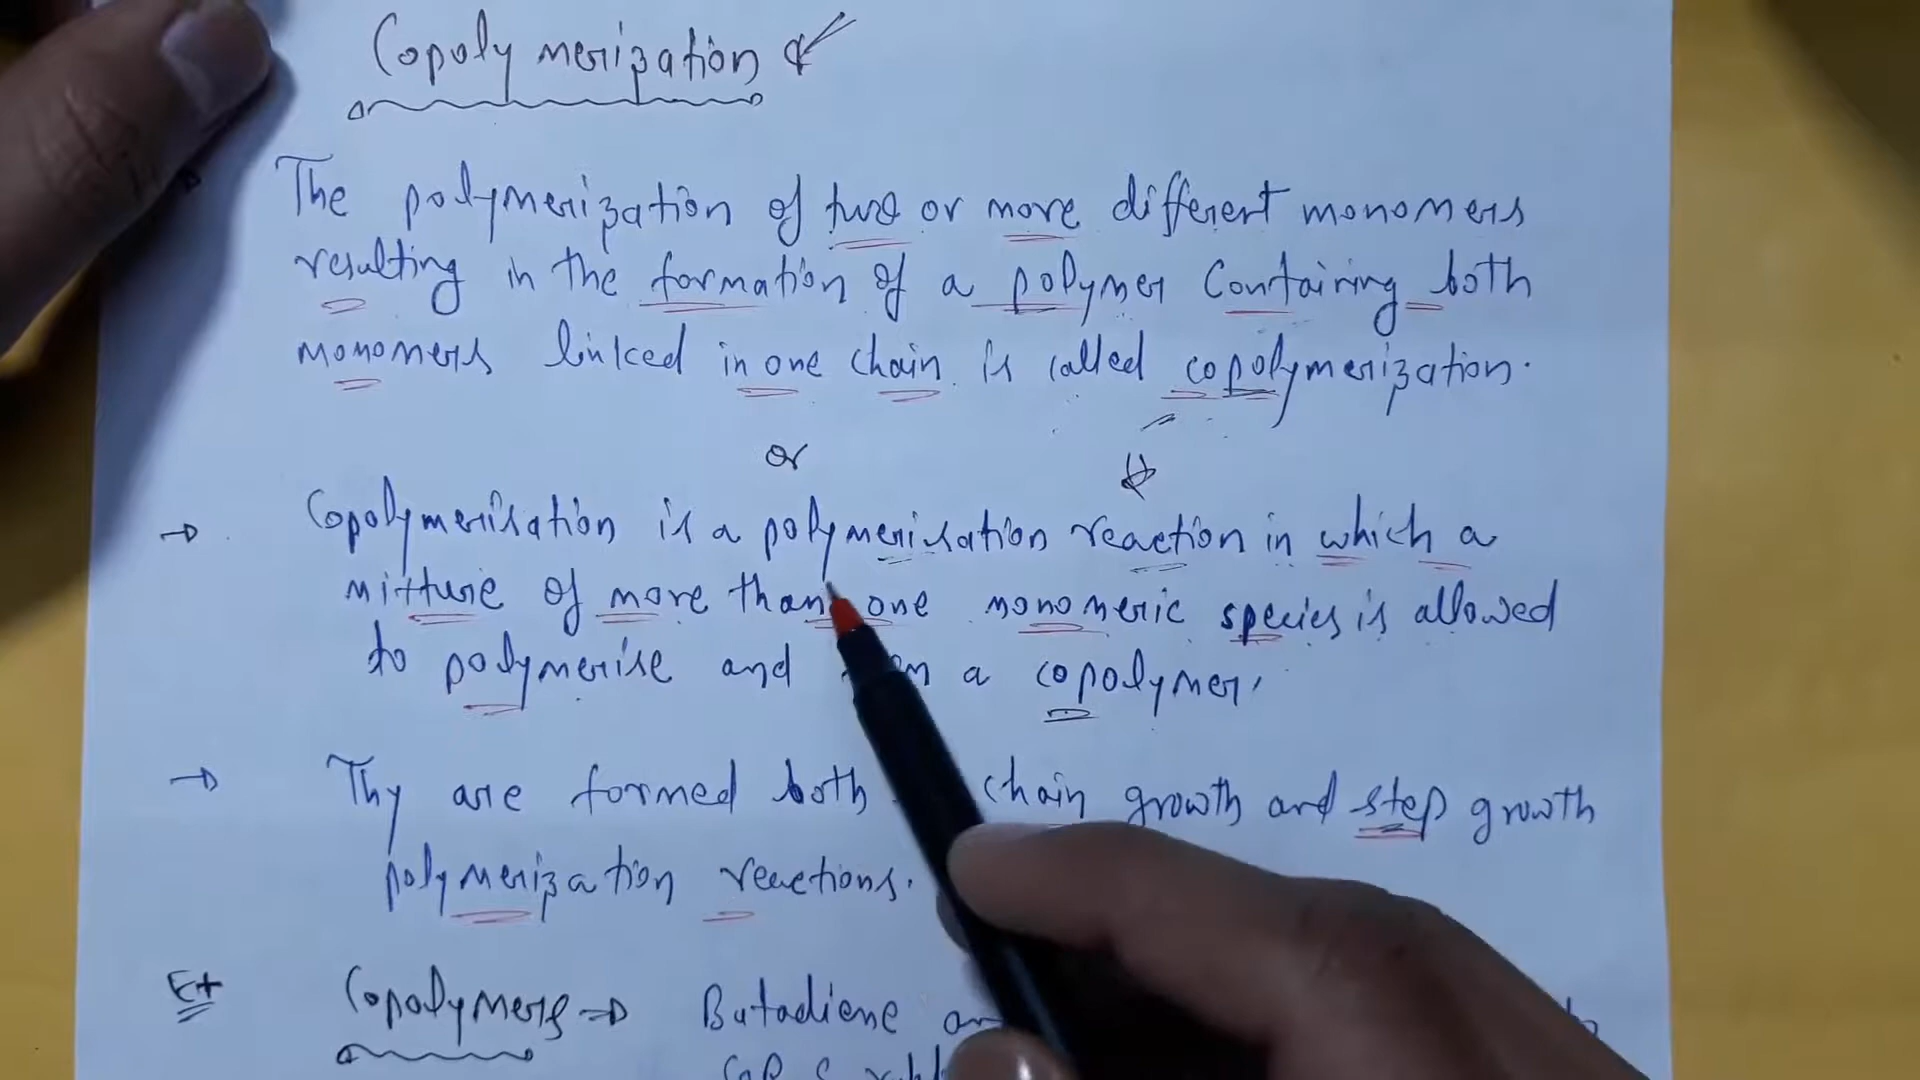 Copolymerization
The polymerization of two or more different monomers
resulting in the formation of a polymer Containing both
monomers linked in one chain is called copolymerization.
or
→ Copolymerisation is a polymerisation reaction in which a
mixture of more than one monomeric species is allowed
to polymerise and a copolymer.
→ Thy are formed both chain growth and step growth
polymerization reactions.
Ex Copolymers → Butadiene